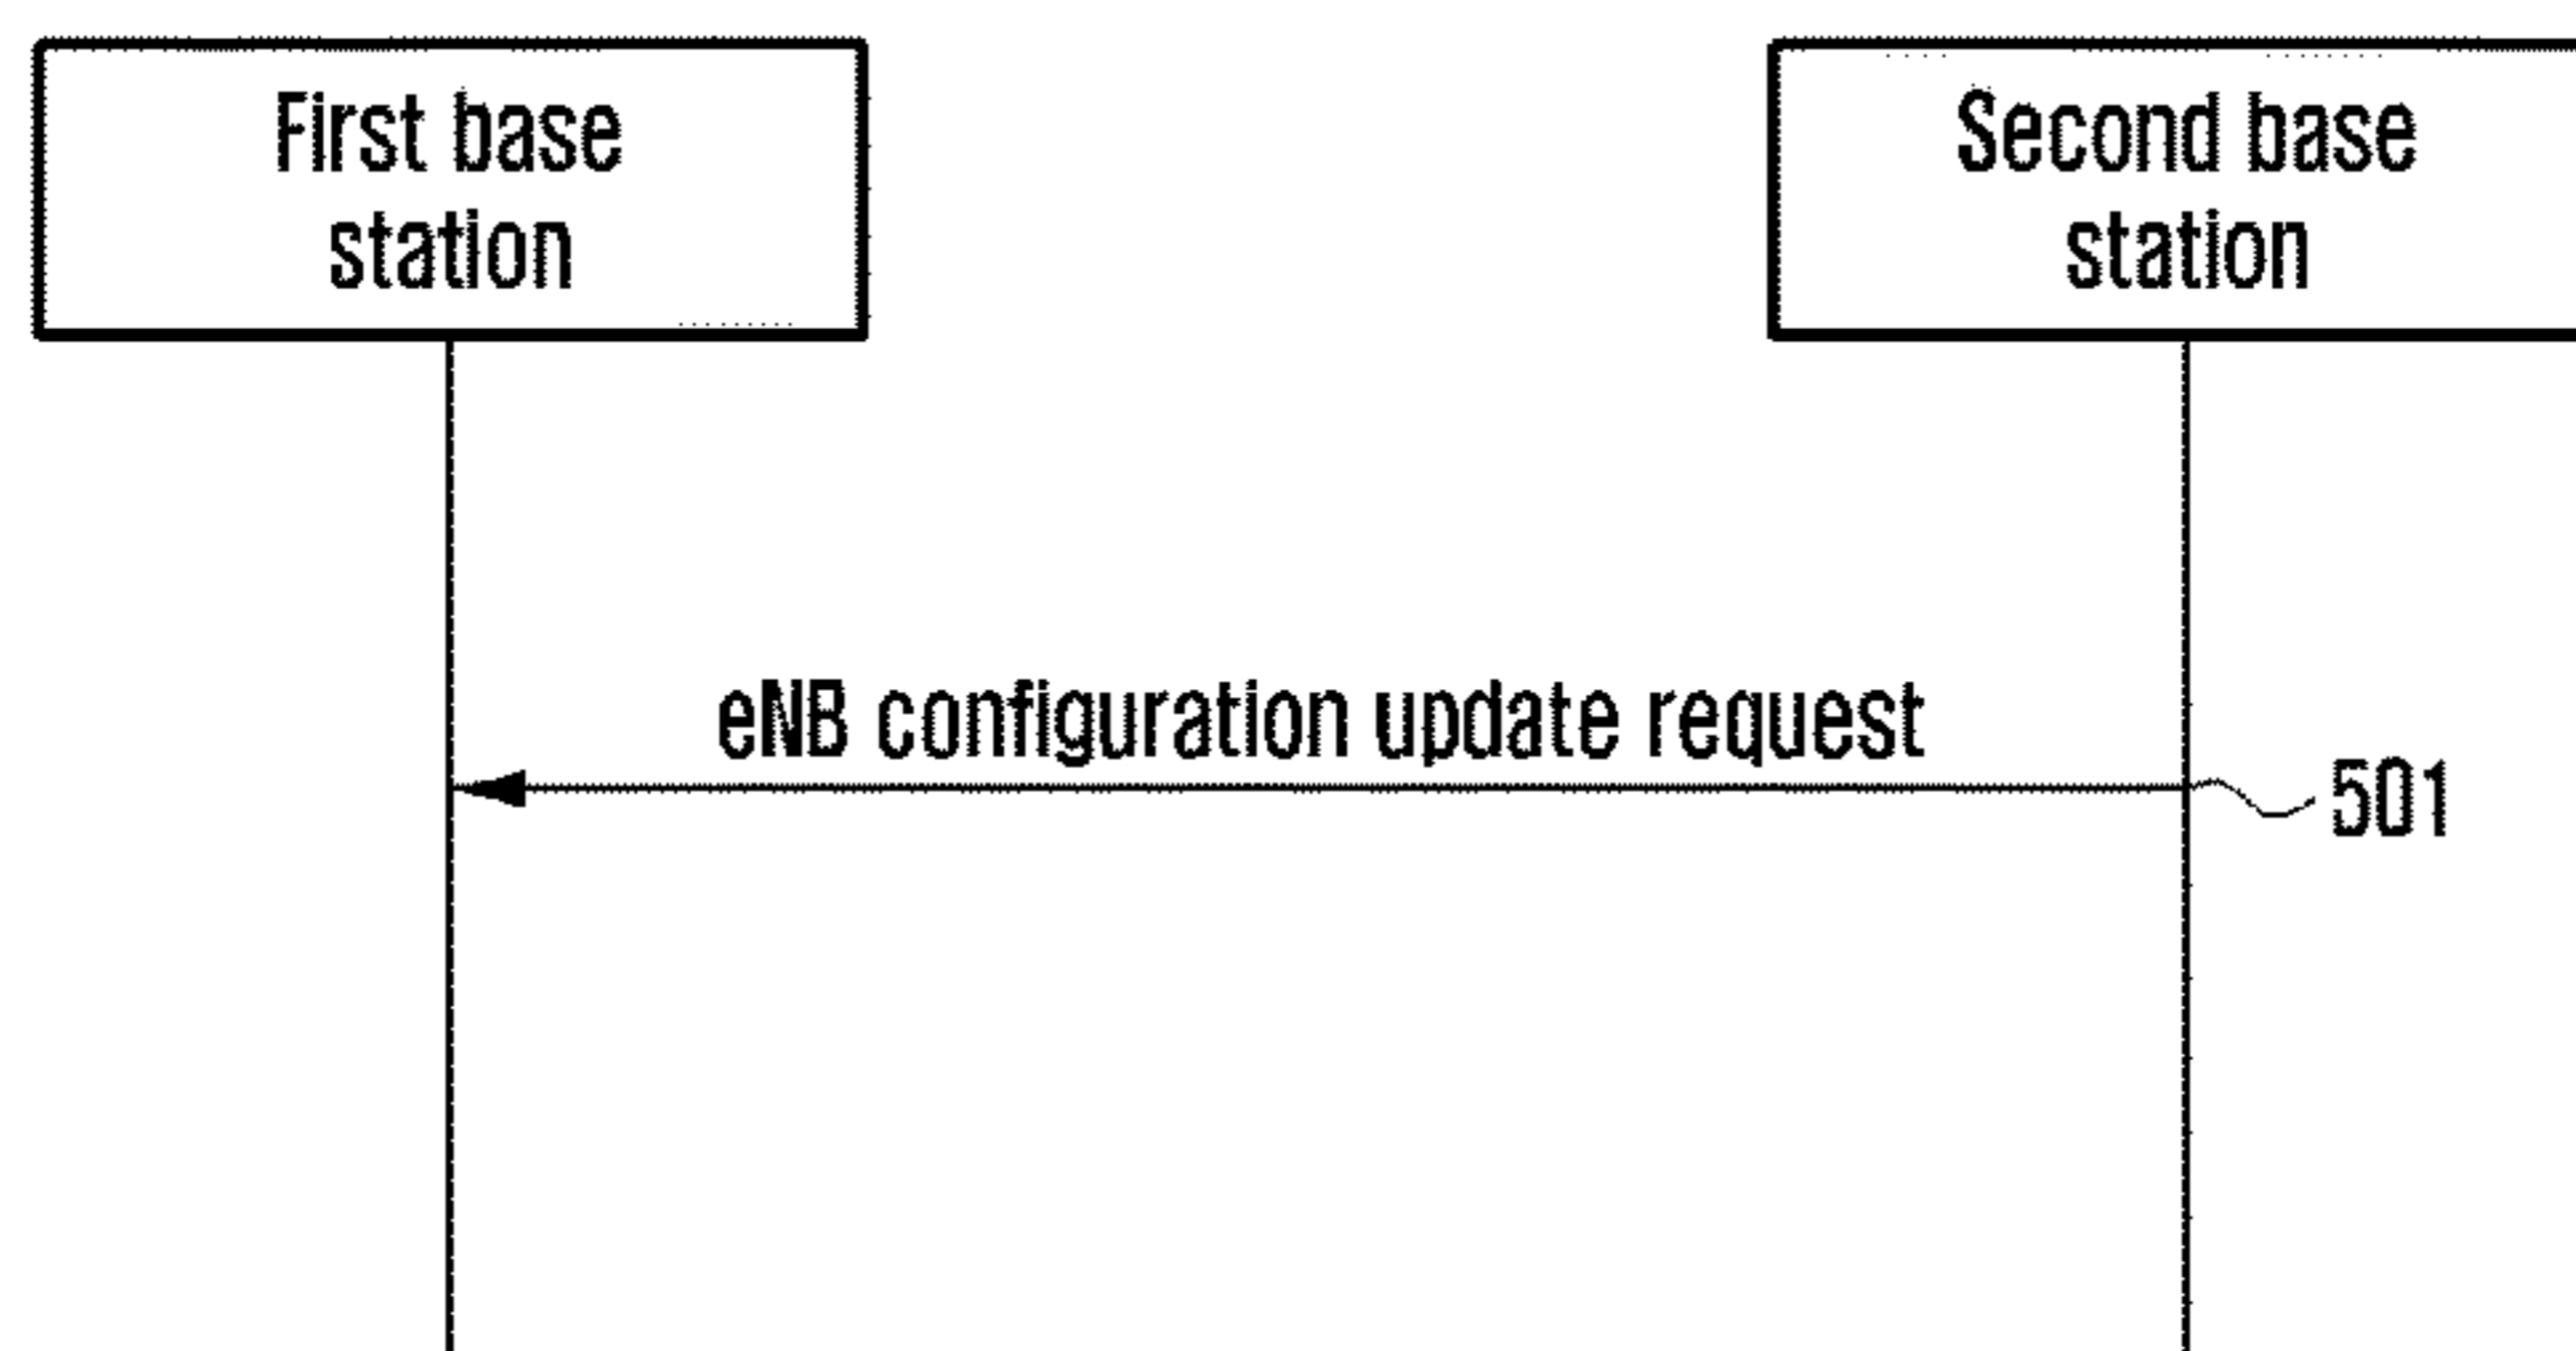 First base
station
Second base
station
eNB configuration update request
501